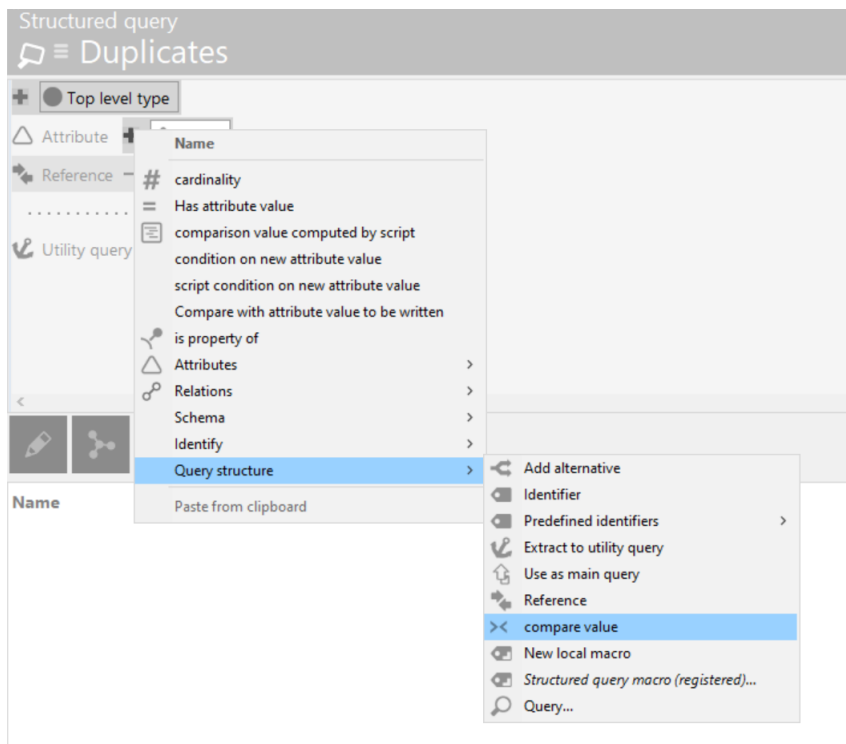 Structured query
Duplicates
Top level type
Attribute
Name
Reference
cardinality
Has attribute value
comparison value computed by script
Utility query
condition on new attribute value
script condition on new attribute value
Compare with attribute value to be written
is property of
Attributes
Relations
Schema
Identify
Query structure
Add alternative
Identifier
Name
Paste from clipboard
Predefined identifiers
Extract to utility query
Use as main query
Reference
compare value
New local macro
Structured query macro (registered)...
Query...